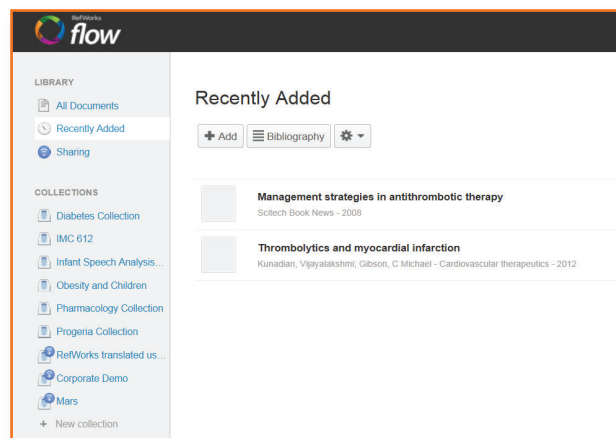 RefWorks
flow
LIBRARY
All Documents
Recently Added
Sharing
COLLECTIONS
Diabetes Collection
IMC 612
Infant Speech Analysis...
Obesity and Children
Pharmacology Collection
Progeria Collection
RefWorks translated us...
Corporate Demo
Mars
+ New collection
Recently Added
+ Add
Bibliography
Management strategies in antithrombotic therapy
Scitech Book News - 2008
Thrombolytics and myocardial infarction
Kunadian, Vijayalakshmi; Gibson, C Michael - Cardiovascular therapeutics - 2012